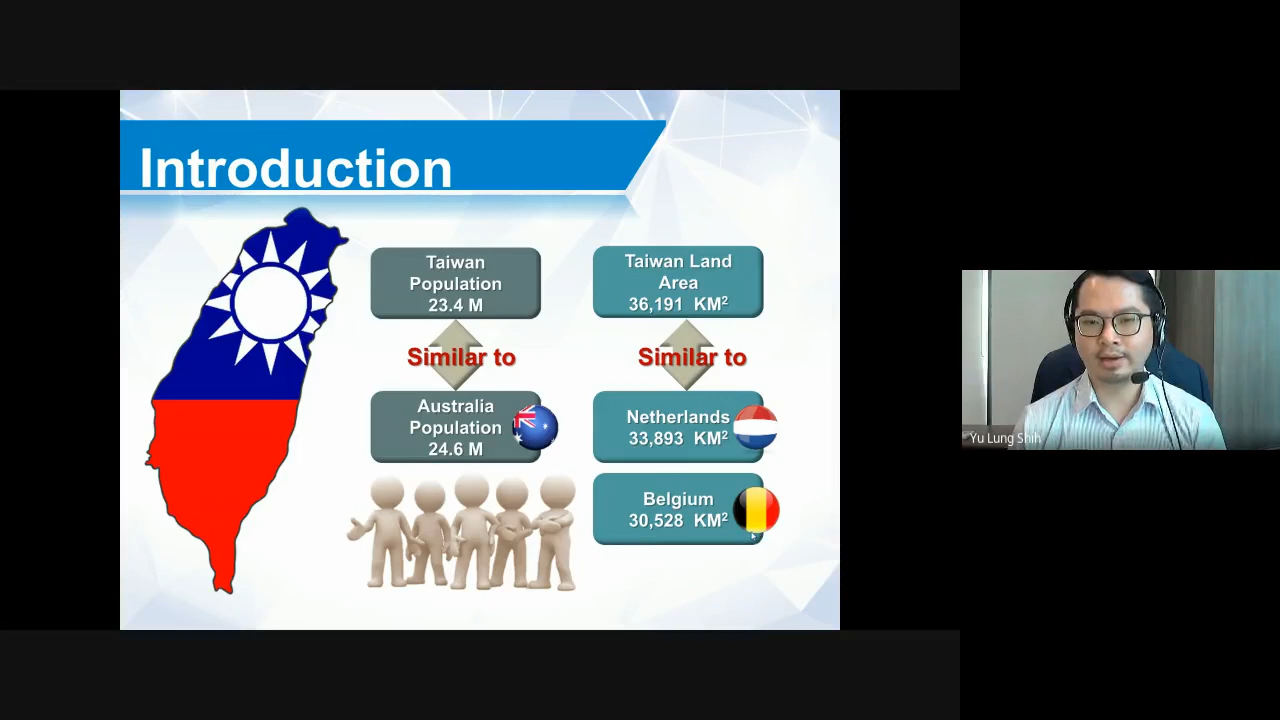 Introduction
Taiwan
Population
23.4 M
Similar to
Australia
Population
24.6 M
Taiwan Land
Area
36,191 KM²
Similar to
Netherlands
33,893 KM²
Belgium
30,528 KM²
Yu Lung Shih